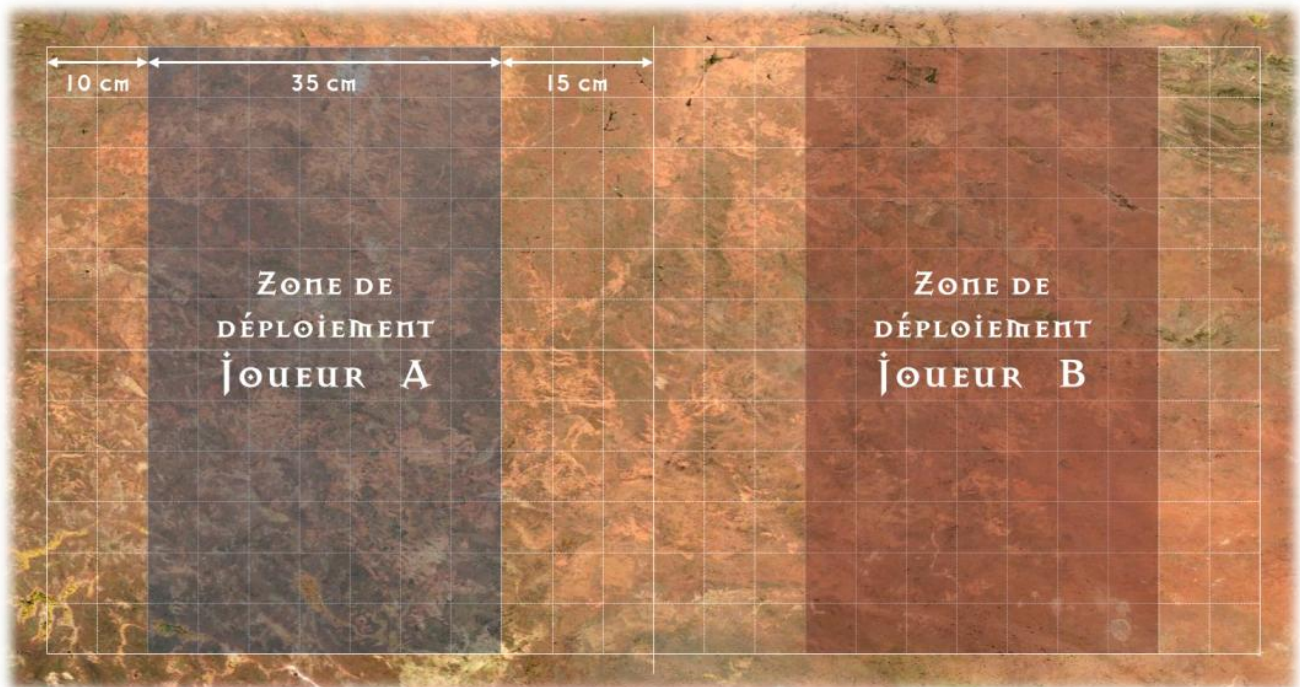 10 cm
35 cm
15 cm
Zone de
déploiement
Joueur A
Zone de
déploiement
Joueur B